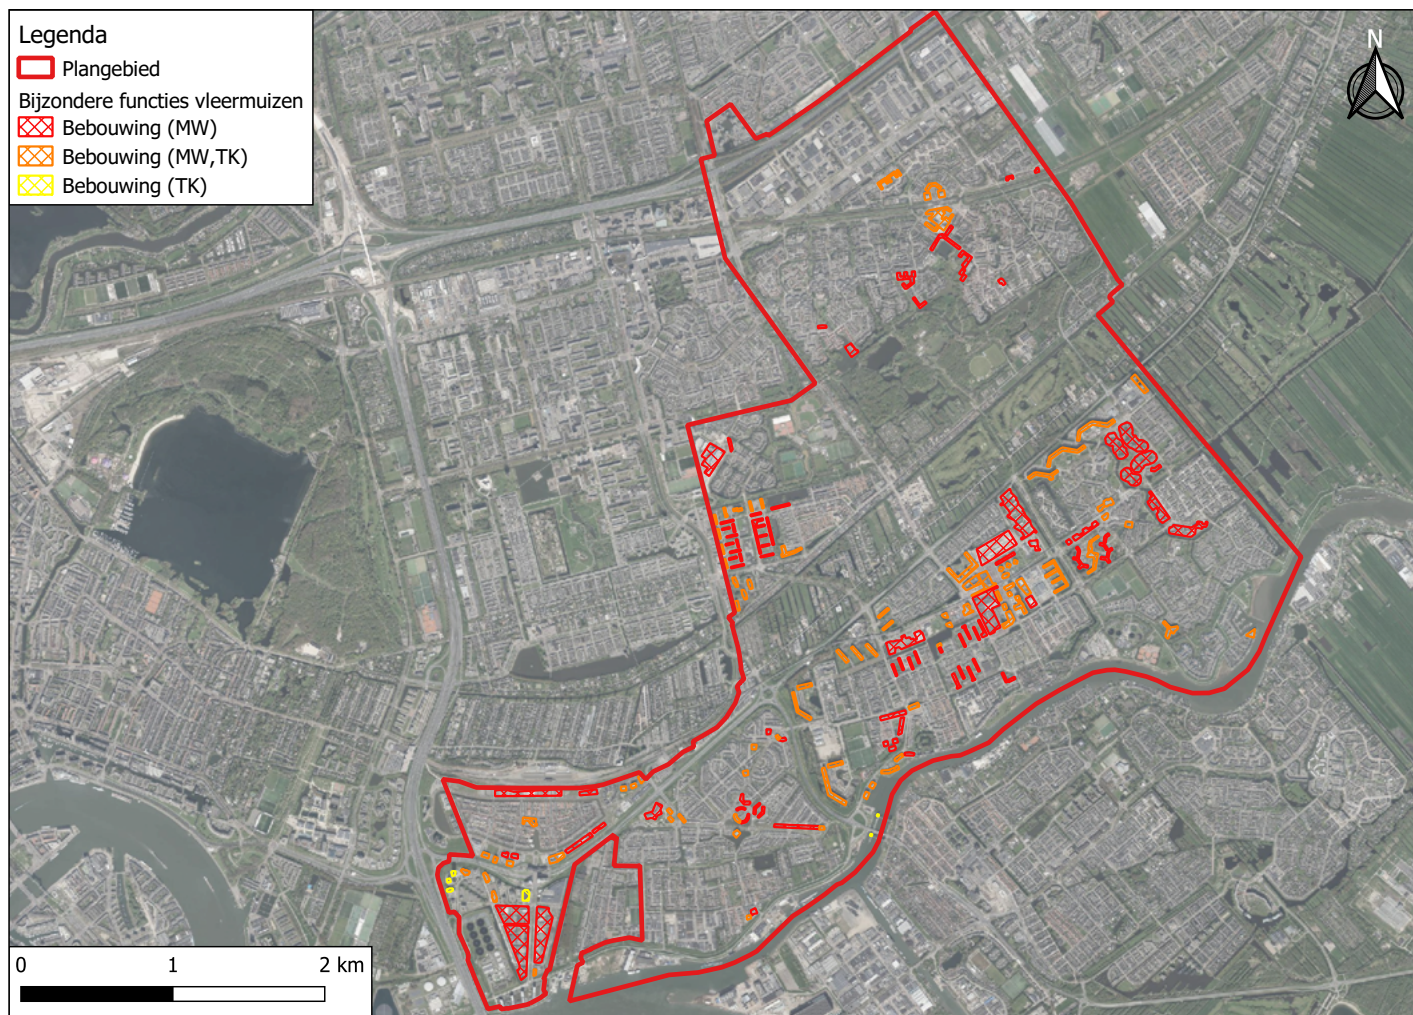 Legenda
Plangebied
Bijzondere functies vleermuizen
Bebouwing (MW)
Bebouwing (MW,TK)
Bebouwing (TK)
N
0 1 2 km